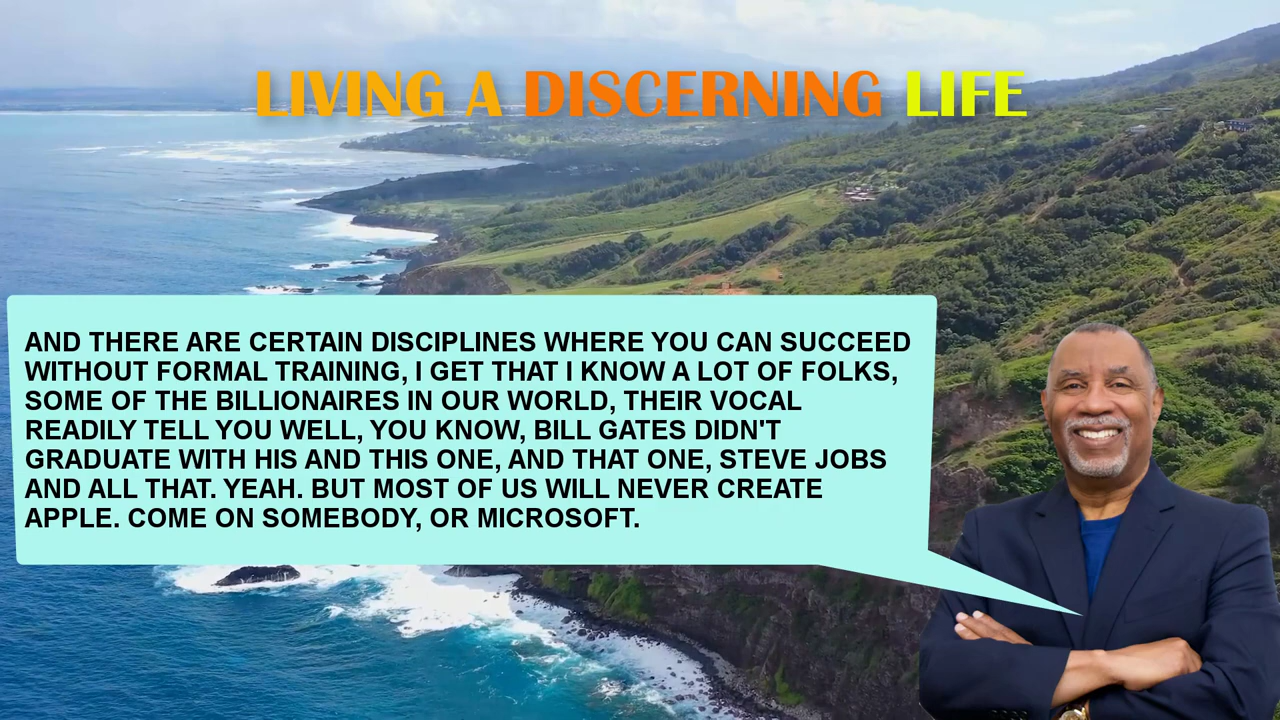 LIVING A DISCERNING LIFE
AND THERE ARE CERTAIN DISCIPLINES WHERE YOU CAN SUCCEED
WITHOUT FORMAL TRAINING, I GET THAT I KNOW A LOT OF FOLKS,
SOME OF THE BILLIONAIRES IN OUR WORLD, THEIR VOCAL
READILY TELL YOU WELL, YOU KNOW, BILL GATES DIDN'T
GRADUATE WITH HIS AND THIS ONE, AND THAT ONE, STEVE JOBS
AND ALL THAT. YEAH. BUT MOST OF US WILL NEVER CREATE
APPLE. COME ON SOMEBODY, OR MICROSOFT.